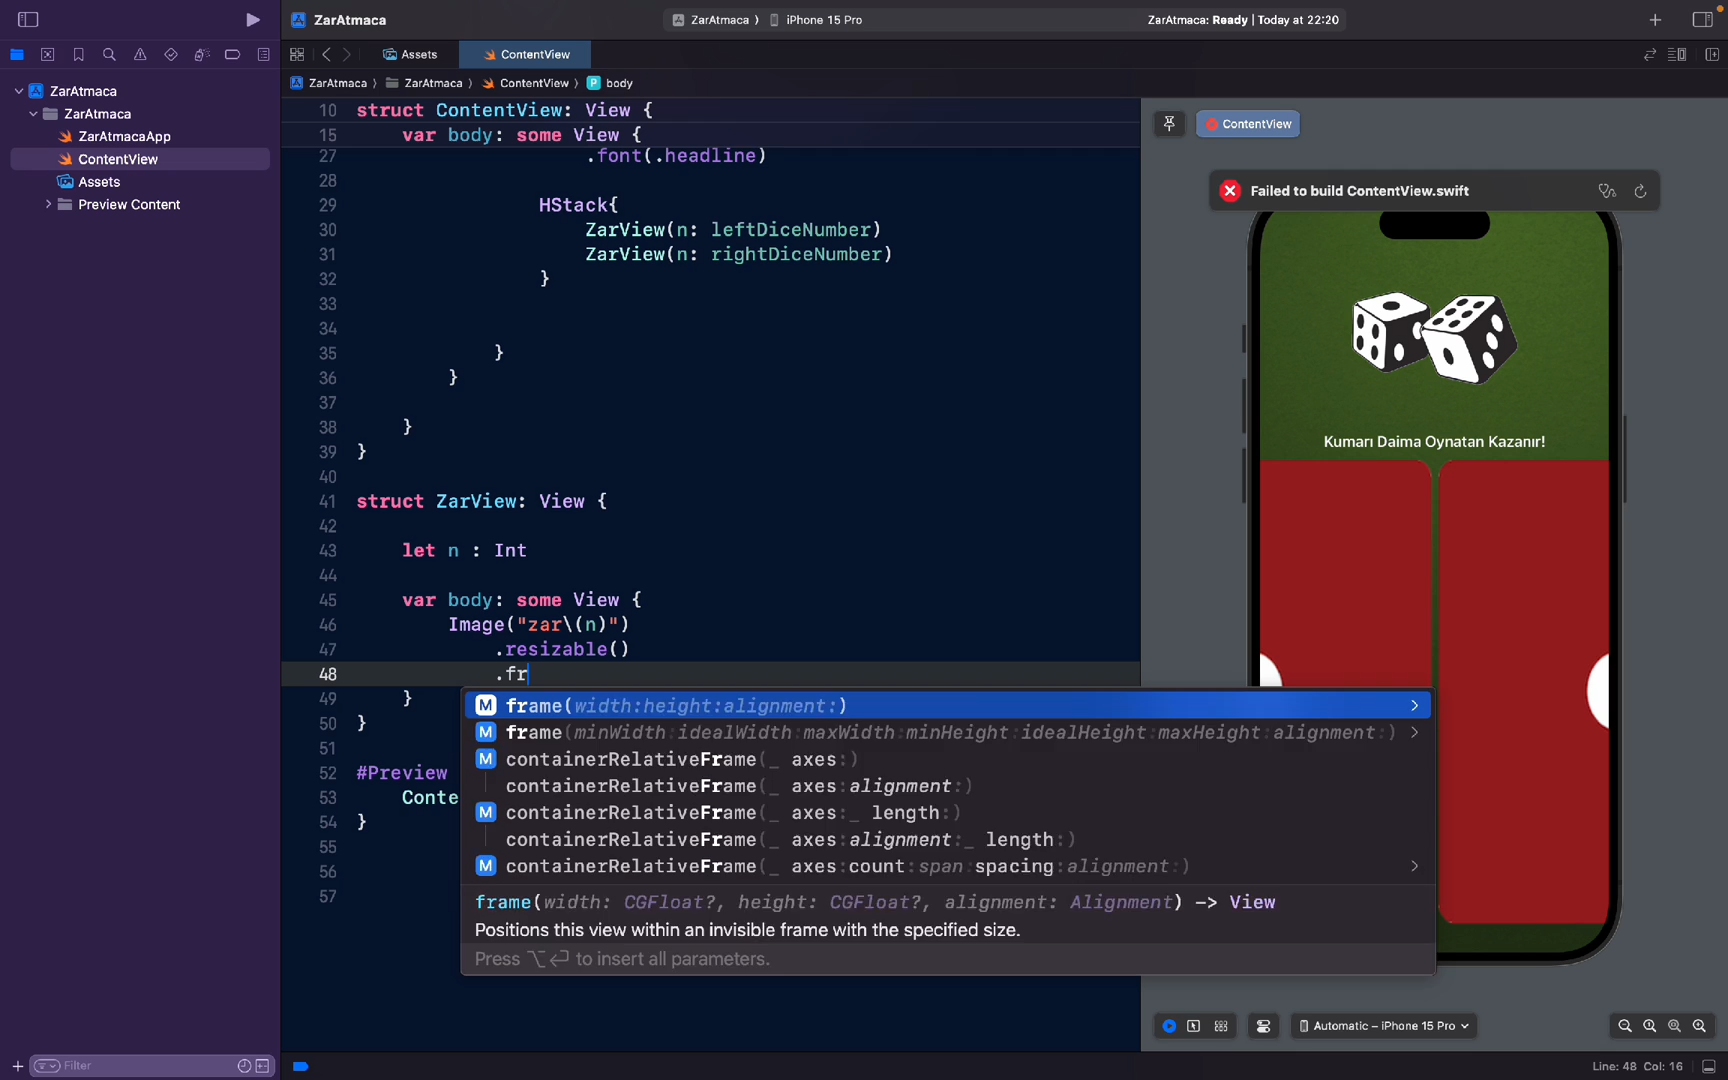 ZarAtmaca
ZarAtmaca 〉 iPhone 15 Pro
ZarAtmaca: Ready | Today at 22:20
Assets
ContentView
ZarAtmaca 〉 ZarAtmaca 〉 ContentView 〉 P body
ZarAtmaca
ZarAtmaca
ZarAtmacaApp
ContentView
Assets
Preview Content
10 struct ContentView: View {
15 var body: some View {
27 .font(.headline)
28
29 HStack{
30 ZarView(n: leftDiceNumber)
31 ZarView(n: rightDiceNumber)
32 }
33
34
35 }
36 }
37
38 }
39 }
40
41 struct ZarView: View {
42
43 let n : Int
44
45 var body: some View {
46 Image("zar\(n)")
47 .resizable()
48 .fr
49 }
50 }
51
52 #Preview
53 Conte
54 }
55
56
57
M frame(width:height:alignment:)
M frame(minWidth:idealWidth:maxWidth:minHeight:idealHeight:maxHeight:alignment:)
M containerRelativeFrame(_ axes:)
containerRelativeFrame(_ axes:alignment:)
M containerRelativeFrame(_ axes:_ length:)
containerRelativeFrame(_ axes:alignment:_ length:)
M containerRelativeFrame(_ axes:count:span:spacing:alignment:)
frame(width: CGFloat?, height: CGFloat?, alignment: Alignment) -> View
Positions this view within an invisible frame with the specified size.
Press ⌥↩ to insert all parameters.
ContentView
Failed to build ContentView.swift
Kumarı Daima Oynatan Kazanır!
Automatic – iPhone 15 Pro
Filter
Line: 48 Col: 16